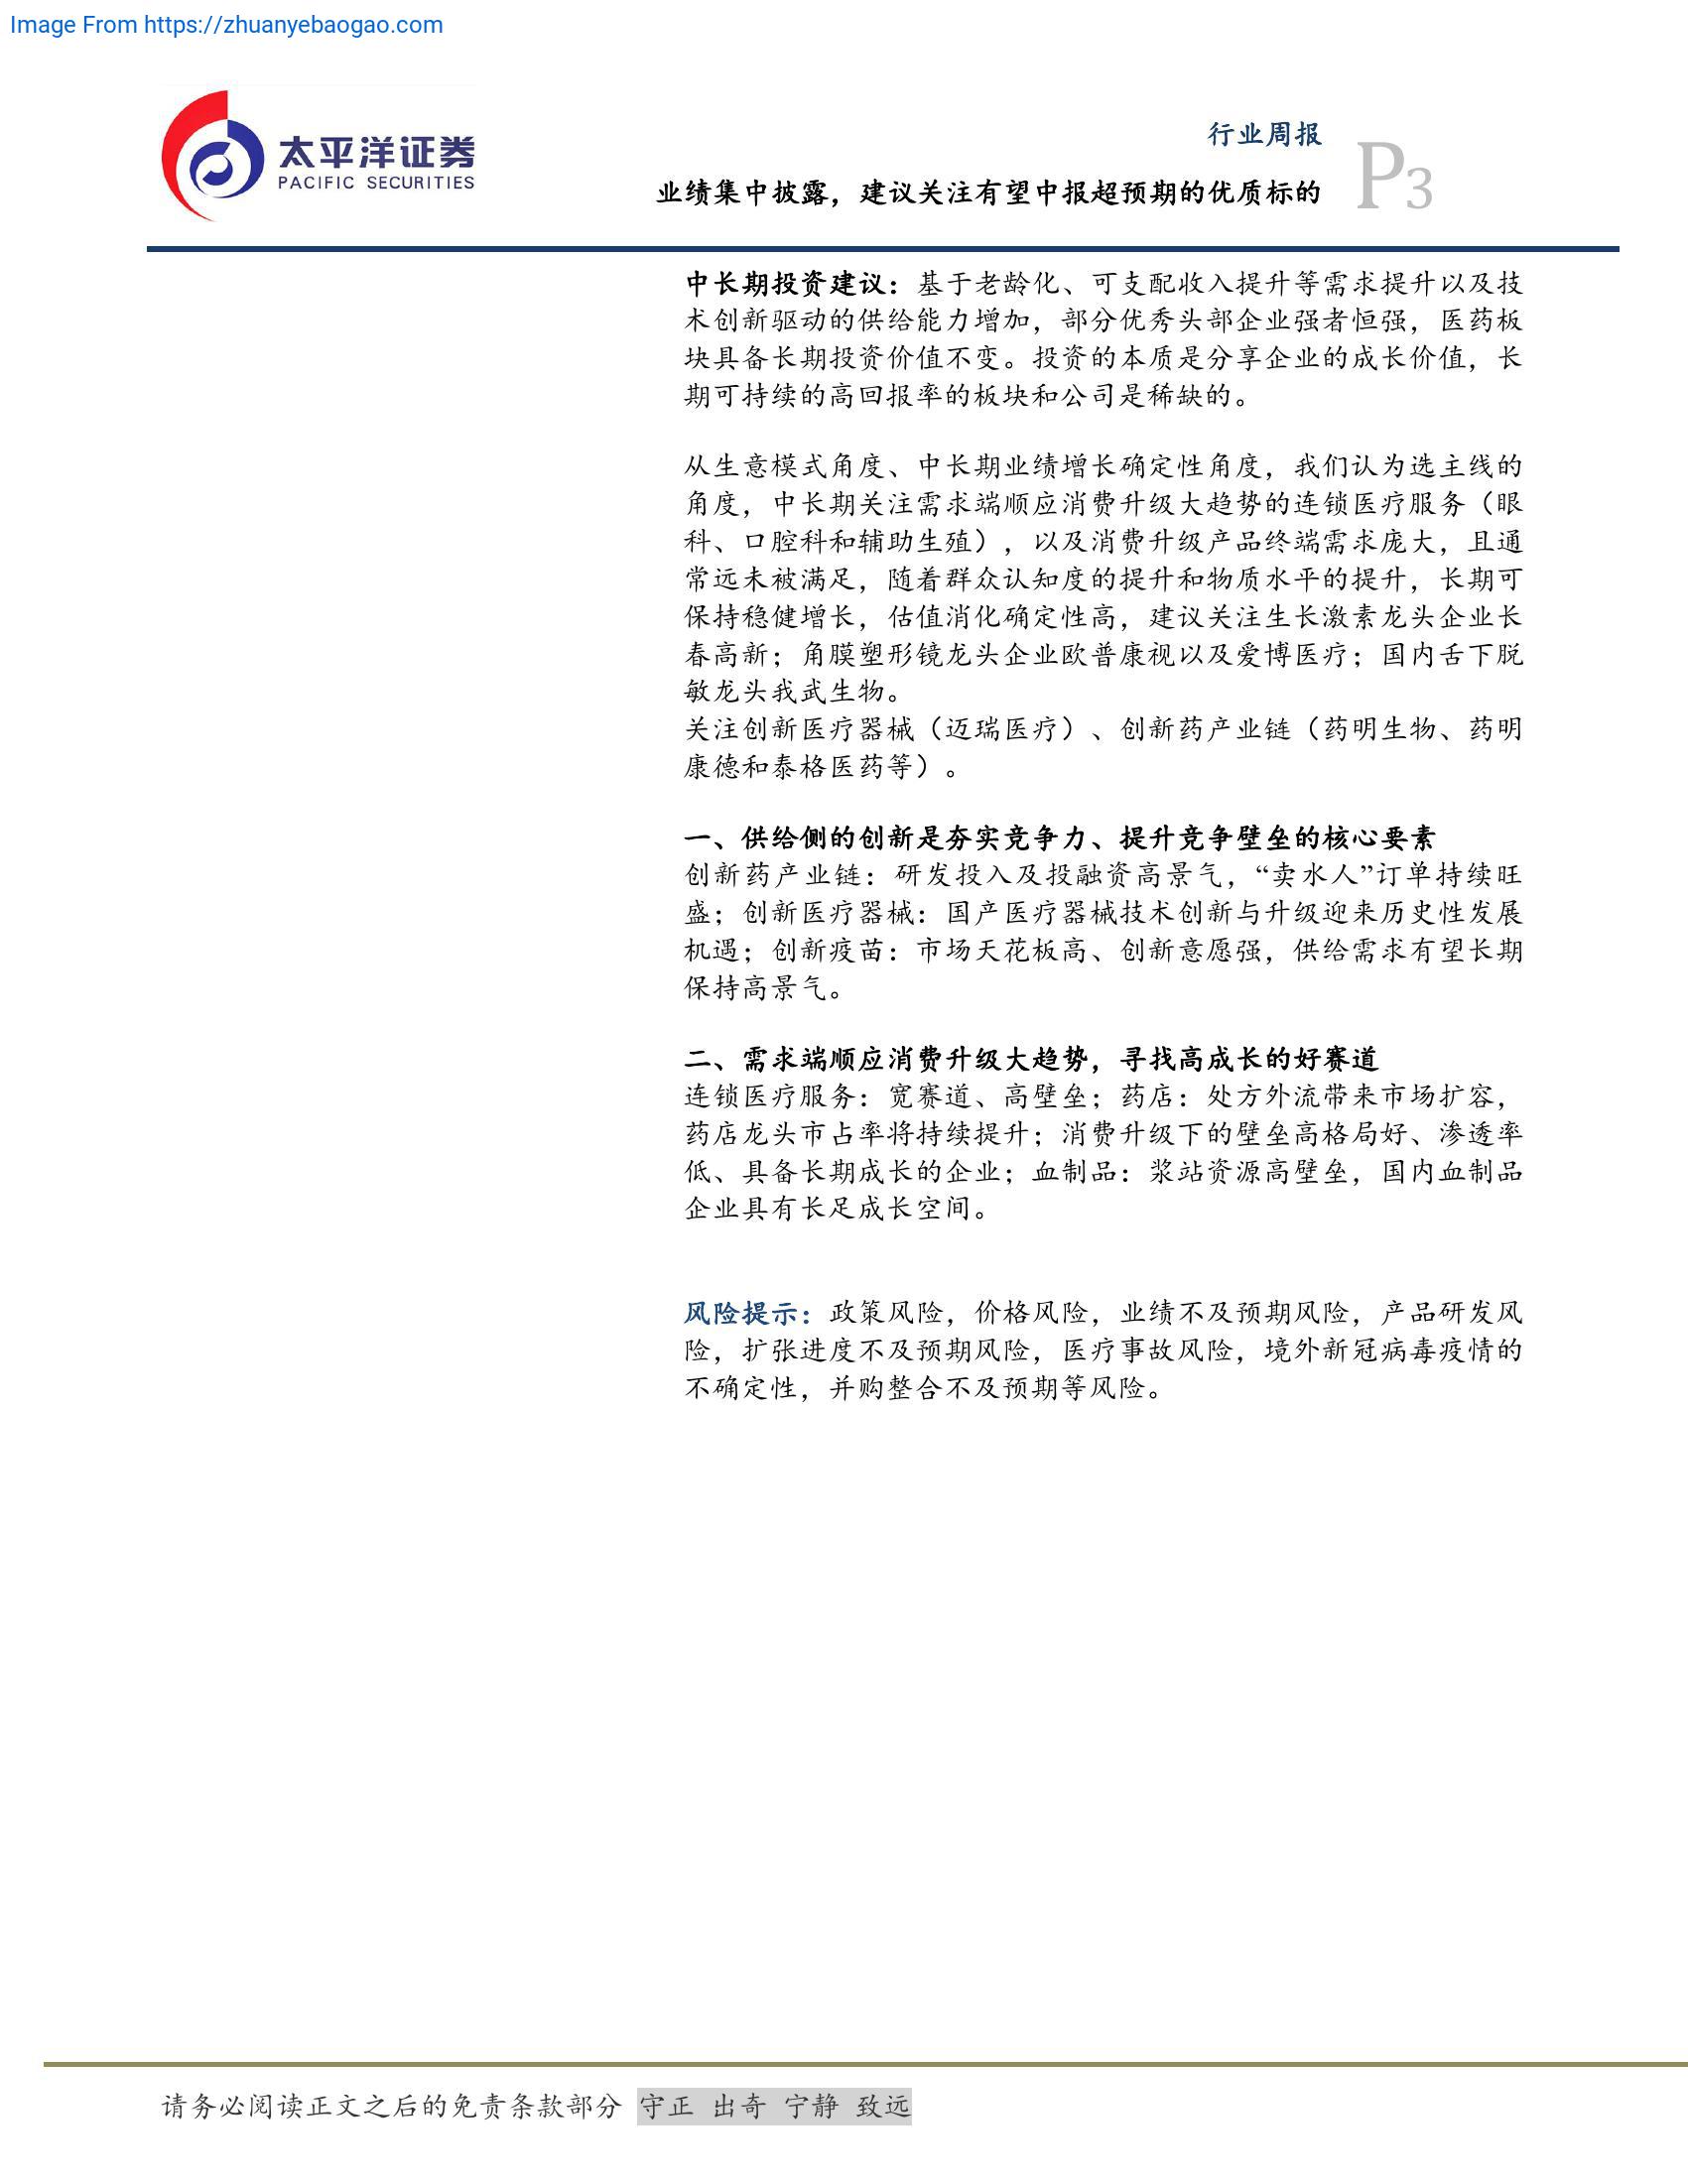 Image From https://zhuanyebaogao.com
太平洋证券
PACIFIC SECURITIES
行业周报
业绩集中披露，建议关注有望中报超预期的优质标的
P3
中长期投资建议：基于老龄化、可支配收入提升等需求提升以及技
术创新驱动的供给能力增加，部分优秀头部企业强者恒强，医药板
块具备长期投资价值不变。投资的本质是分享企业的成长价值，长
期可持续的高回报率的板块和公司是稀缺的。
从生意模式角度、中长期业绩增长确定性角度，我们认为选主线的
角度，中长期关注需求端顺应消费升级大趋势的连锁医疗服务（眼
科、口腔科和辅助生殖），以及消费升级产品终端需求庞大，且通
常远未被满足，随着群众认知度的提升和物质水平的提升，长期可
保持稳健增长，估值消化确定性高，建议关注生长激素龙头企业长
春高新；角膜塑形镜龙头企业欧普康视以及爱博医疗；国内舌下脱
敏龙头我武生物。
关注创新医疗器械（迈瑞医疗）、创新药产业链（药明生物、药明
康德和泰格医药等）。
一、供给侧的创新是夯实竞争力、提升竞争壁垒的核心要素
创新药产业链：研发投入及投融资高景气，“卖水人”订单持续旺
盛；创新医疗器械：国产医疗器械技术创新与升级迎来历史性发展
机遇；创新疫苗：市场天花板高、创新意愿强，供给需求有望长期
保持高景气。
二、需求端顺应消费升级大趋势，寻找高成长的好赛道
连锁医疗服务：宽赛道、高壁垒；药店：处方外流带来市场扩容，
药店龙头市占率将持续提升；消费升级下的壁垒高格局好、渗透率
低、具备长期成长的企业；血制品：浆站资源高壁垒，国内血制品
企业具有长足成长空间。
风险提示：政策风险，价格风险，业绩不及预期风险，产品研发风
险，扩张进度不及预期风险，医疗事故风险，境外新冠病毒疫情的
不确定性，并购整合不及预期等风险。
请务必阅读正文之后的免责条款部分 守正 出奇 宁静 致远